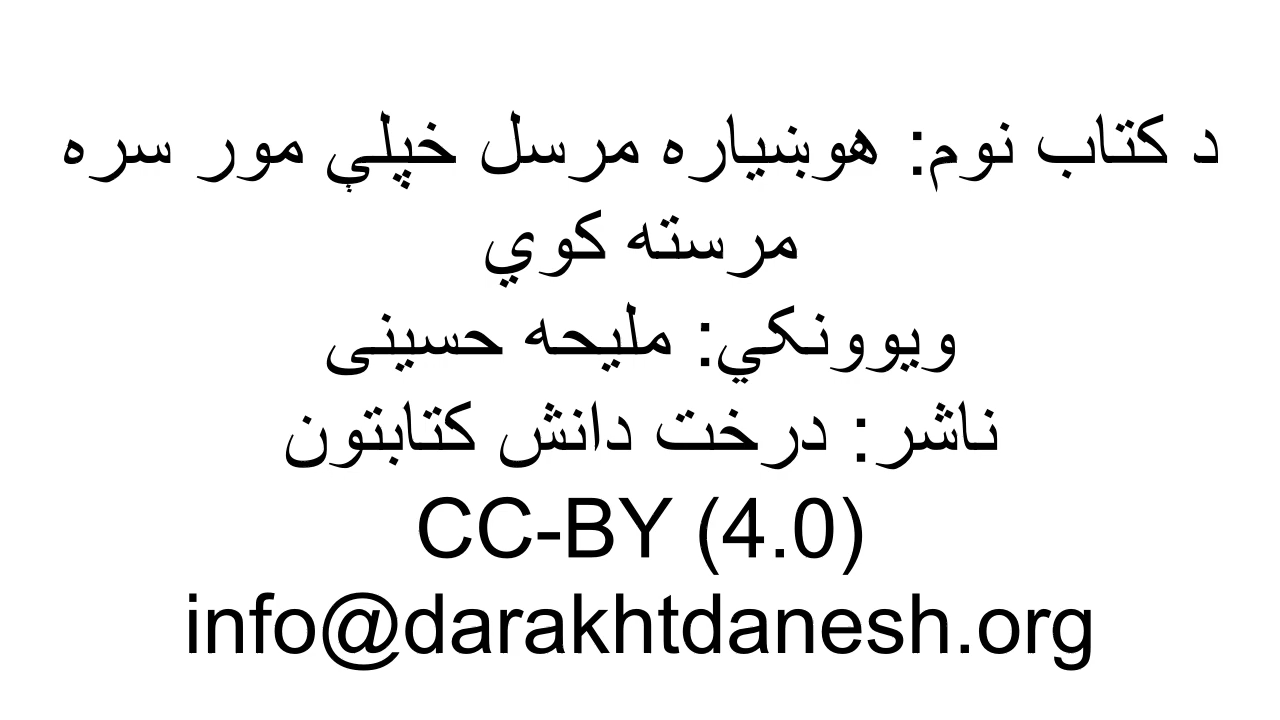 د کتاب نوم: هوښیاره مرسل خپلې مور سره
مرسته کوي
ویوونکي: ملیحه حسینی
ناشر: درخت دانش کتابتون
CC-BY (4.0)
info@darakhtdanesh.org